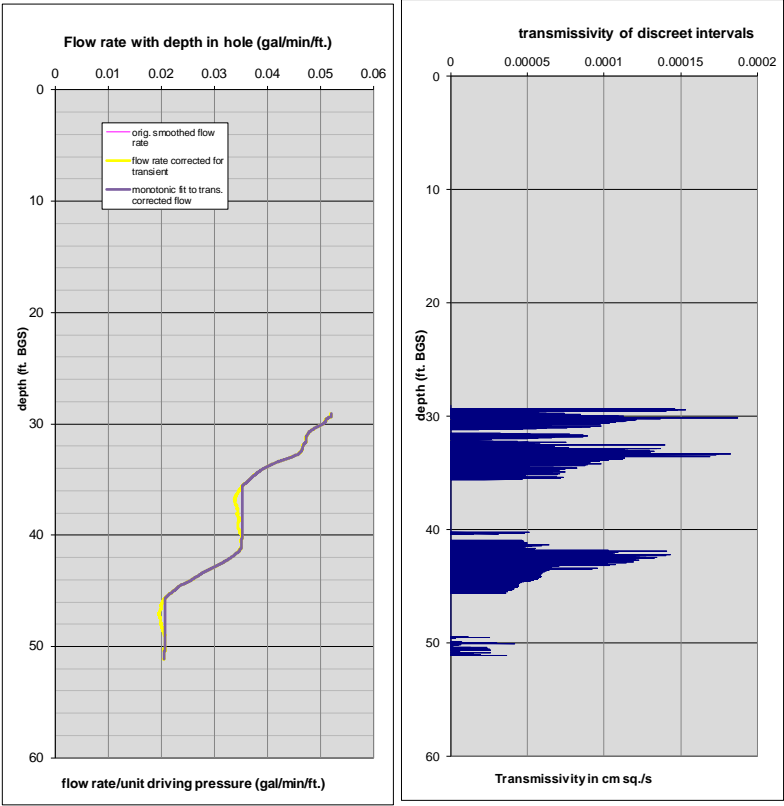 Flow rate with depth in hole (gal/min/ft.)
0 0.01 0.02 0.03 0.04 0.05 0.06
0
10
20
30
40
50
60
depth (ft. BGS)
orig. smoothed flow
rate
flow rate corrected for
transient
monotonic fit to trans.
corrected flow
flow rate/unit driving pressure (gal/min/ft.)
transmissivity of discreet intervals
0 0.00005 0.0001 0.00015 0.0002
0
10
20
30
40
50
60
depth (ft. BGS)
Transmissivity in cm sq./s